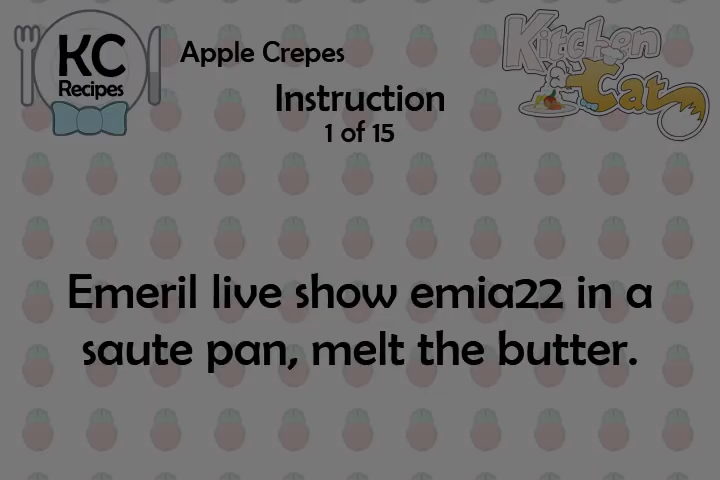 KC
Recipes
Apple Crepes
Kitchen
Cat
Instruction
1 of 15
Emeril live show emia22 in a
saute pan, melt the butter.